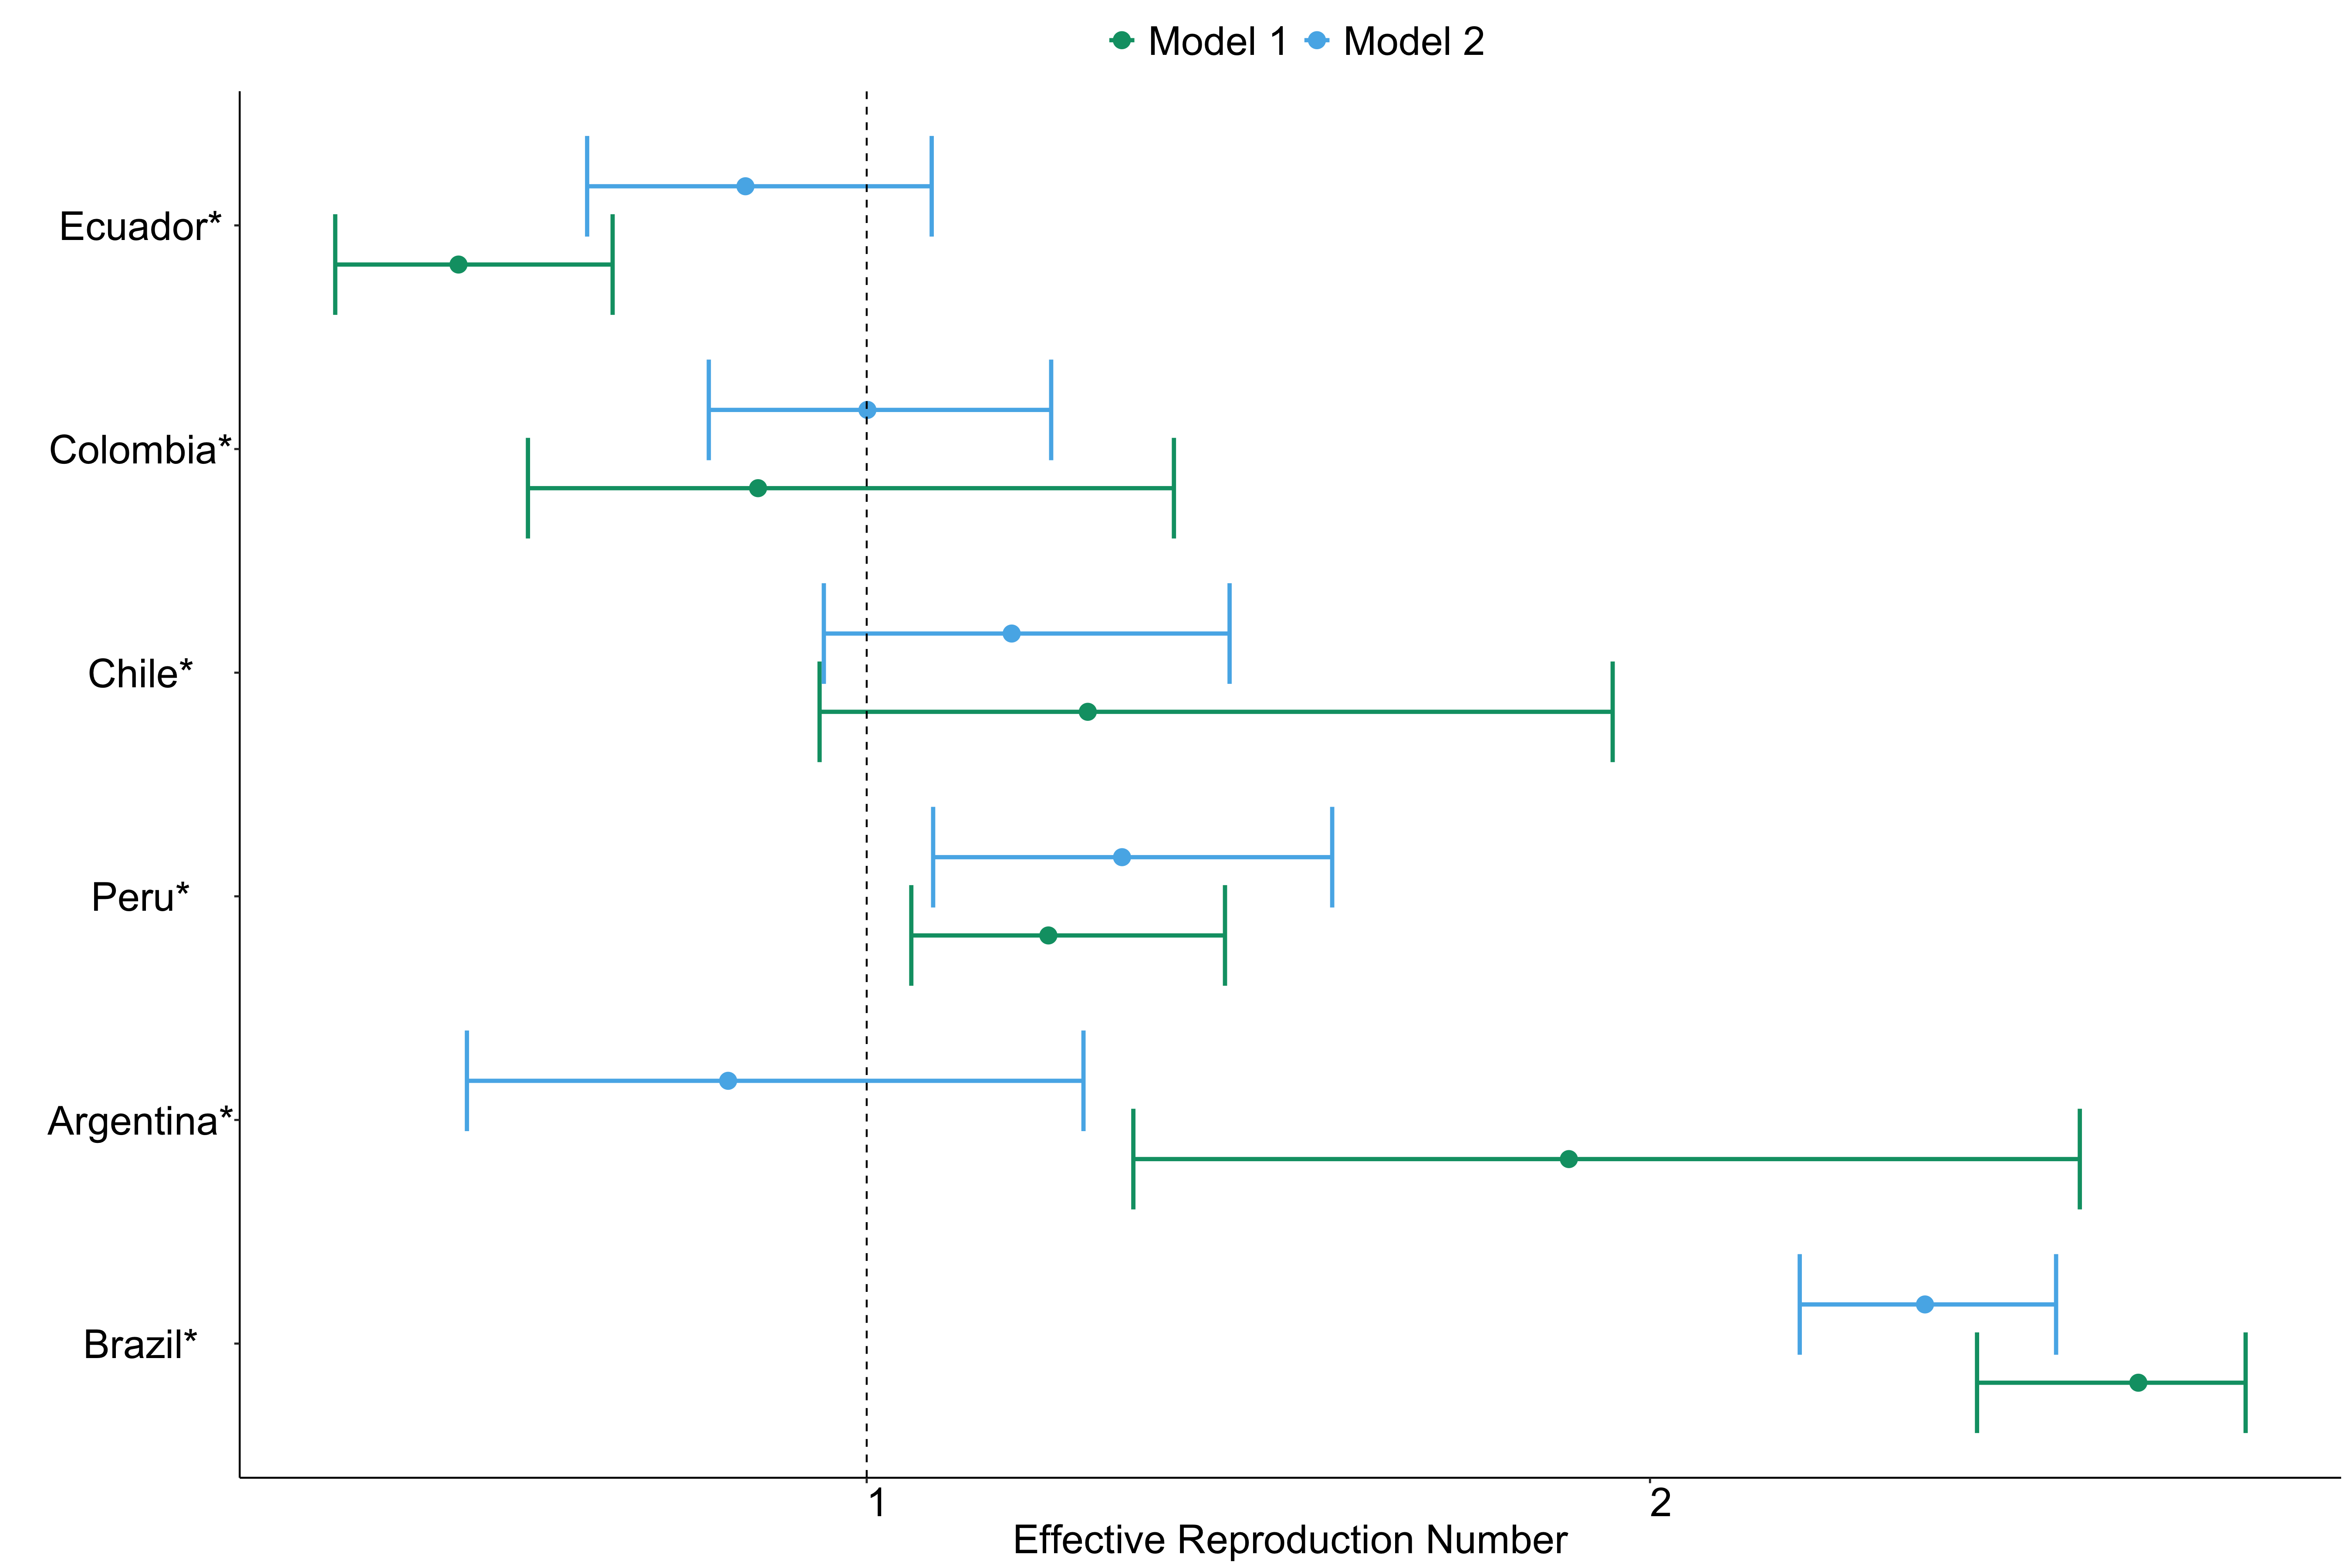 Model 1 Model 2
Ecuador*
Colombia*
Chile*
Peru*
Argentina*
Brazil*
1 2
Effective Reproduction Number